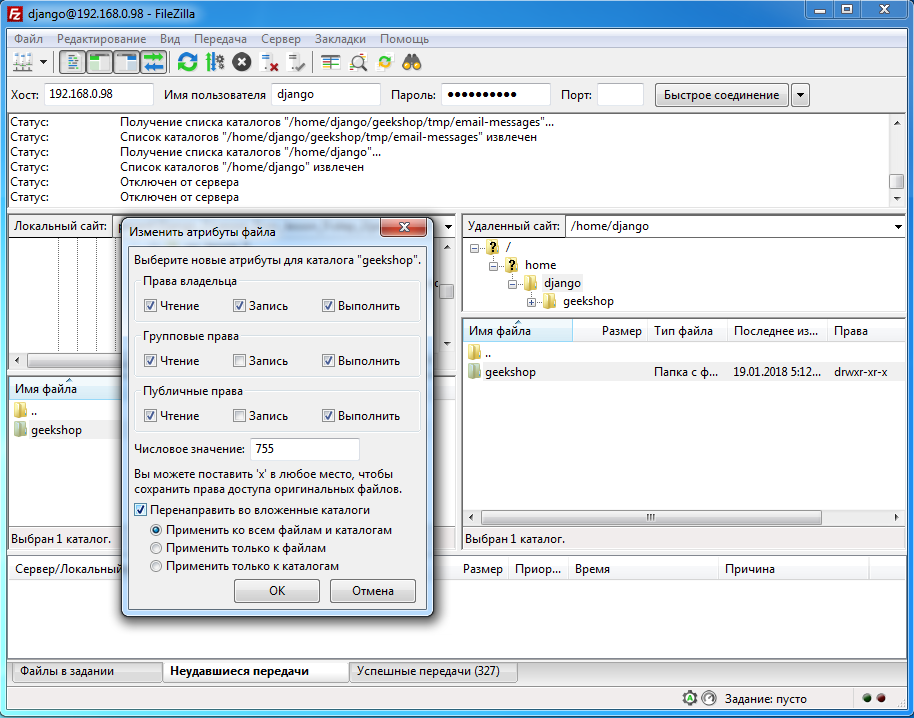 django@192.168.0.98 - FileZilla
Файл Редактирование Вид Передача Сервер Закладки Помощь
Хост: 192.168.0.98 Имя пользователя django Пароль: ●●●●●●●●●● Порт: Быстрое соединение
Статус: Получение списка каталогов "/home/django/geekshop/tmp/email-messages"...
Статус: Список каталогов "/home/django/geekshop/tmp/email-messages" извлечен
Статус: Получение списка каталогов "/home/django"...
Статус: Список каталогов "/home/django" извлечен
Статус: Отключен от сервера
Статус: Отключен от сервера
Локальный сайт:
Удаленный сайт: /home/django
/
home
django
geekshop
Имя файла
..
geekshop
Выбран 1 каталог.
Имя файла Размер Тип файла Последнее из... Права
..
geekshop Папка с ф... 19.01.2018 5:12... drwxr-xr-x
Выбран 1 каталог.
Изменить атрибуты файла
Выберите новые атрибуты для каталога "geekshop".
Права владельца
Чтение Запись Выполнить
Групповые права
Чтение Запись Выполнить
Публичные права
Чтение Запись Выполнить
Числовое значение: 755
Вы можете поставить 'x' в любое место, чтобы
сохранить права доступа оригинальных файлов.
Перенаправить во вложенные каталоги
Применить ко всем файлам и каталогам
Применить только к файлам
Применить только к каталогам
OK Отмена
Сервер/Локальный Размер Приор... Время Причина
Файлы в задании Неудавшиеся передачи Успешные передачи (327)
Задание: пусто